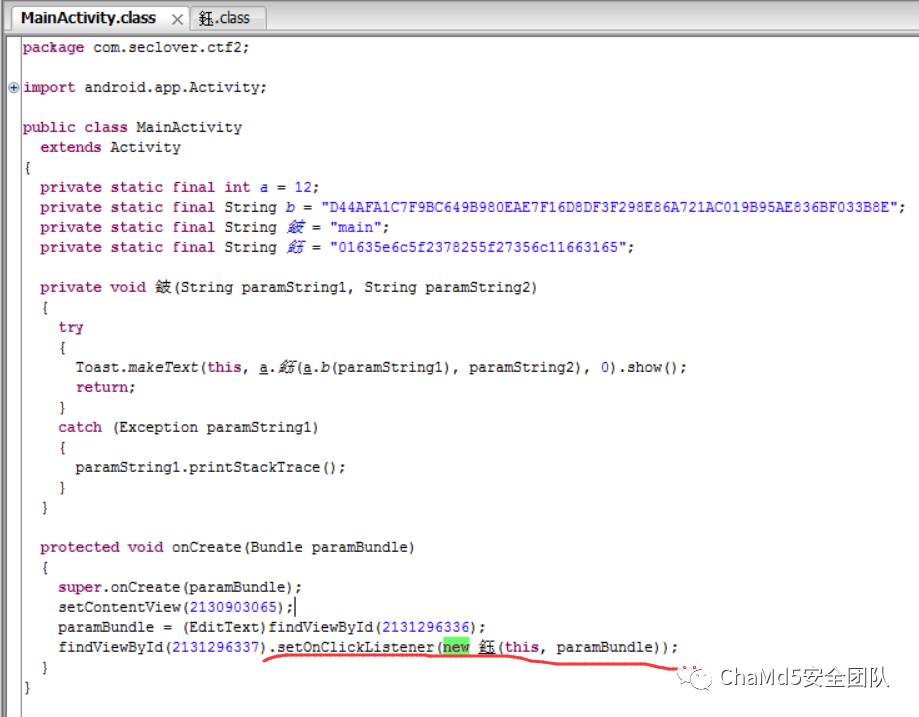 MainActivity.class 鈺.class
package com.seclover.ctf2;
import android.app.Activity;
public class MainActivity
extends Activity
{
private static final int a = 12;
private static final String b = "D44AFA1C7F9BC649B980EAE7F16D8DF3F298E86A721AC019B95AE836BF033B8E";
private static final String 鈹 = "main";
private static final String 鈺 = "01635e6c5f2378255f27356c11663165";
private void 鈹(String paramString1, String paramString2)
{
try
{
Toast.makeText(this, a.鈺(a.b(paramString1), paramString2), 0).show();
return;
}
catch (Exception paramString1)
{
paramString1.printStackTrace();
}
}
protected void onCreate(Bundle paramBundle)
{
super.onCreate(paramBundle);
setContentView(2130903065);
paramBundle = (EditText)findViewById(2131296336);
findViewById(2131296337).setOnClickListener(new 鈺(this, paramBundle));
}
}
ChaMd5安全团队